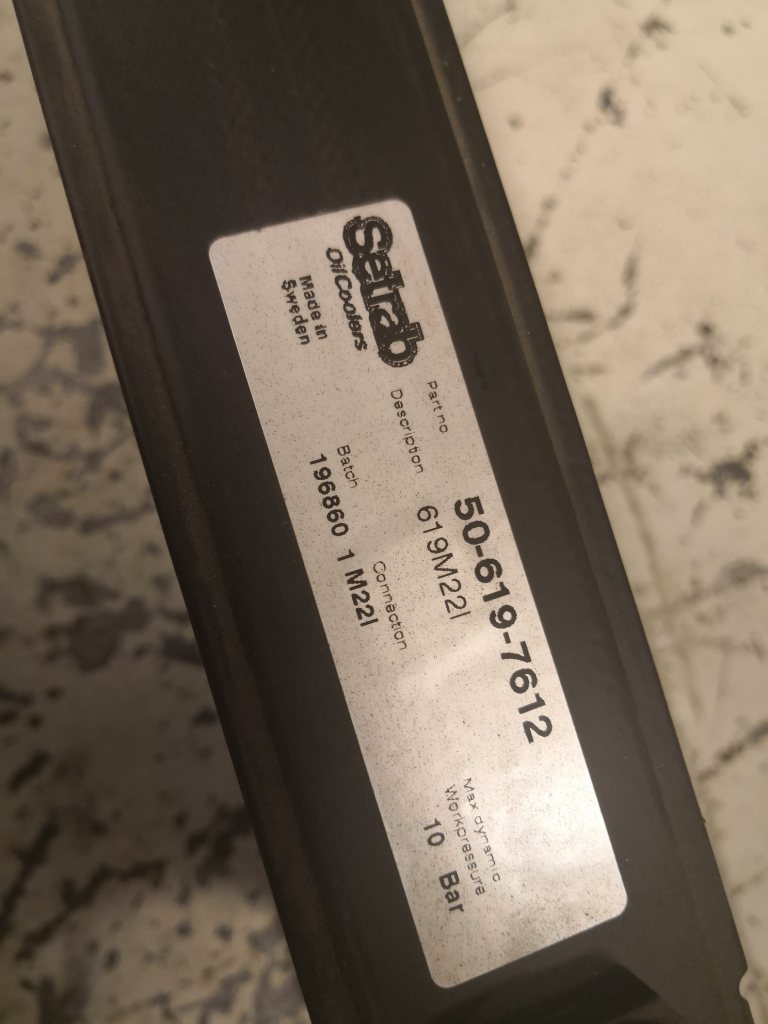 Setrab
Oil Coolers
Made in
Sweden
Part no
50-619-7612
Description
619M22I
Batch
196860 1
Connection
M22I
Max dynamic
Workpressure
10 Bar